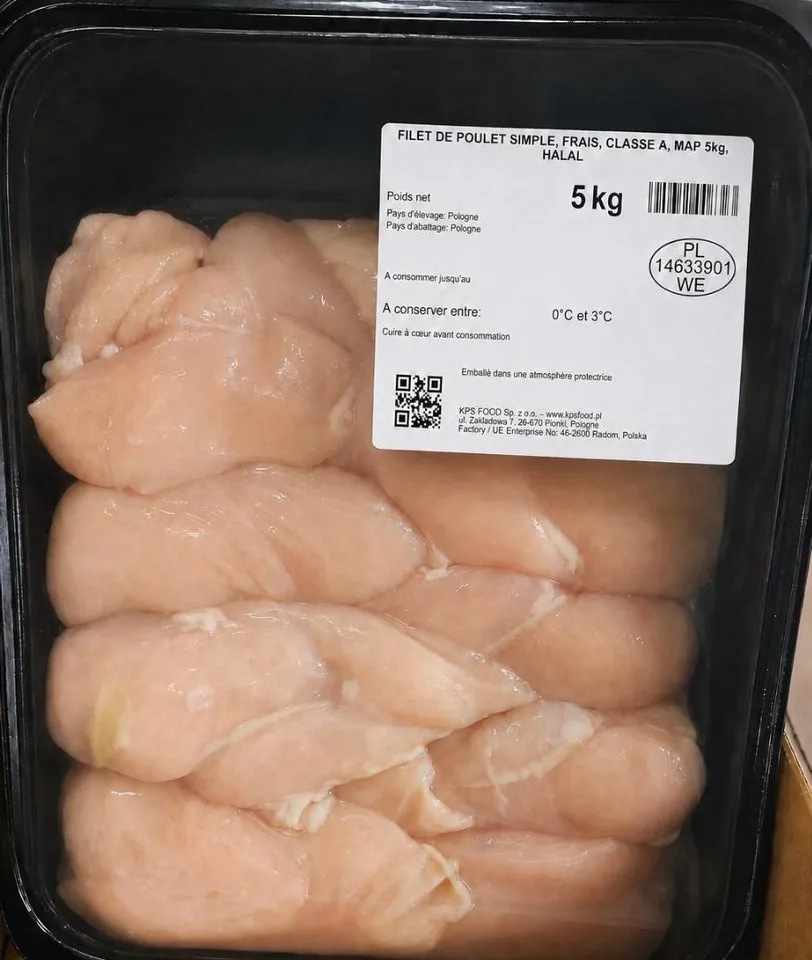 FILET DE POULET SIMPLE, FRAIS, CLASSE A, MAP 5kg,
HALAL
Poids net
5 kg
Pays d'élevage: Pologne
Pays d'abattage: Pologne
PL
14633901
WE
A consommer jusqu'au
A conserver entre:
0°C et 3°C
Cuire à cœur avant consommation
Emballé dans une atmosphère protectrice
KPS FOOD Sp. z o.o. – www.kpsfood.pl
ul. Zakładowa 7, 26-670 Pionki, Pologne
Factory / UE Enterprise No: 46-2600 Radom, Polska